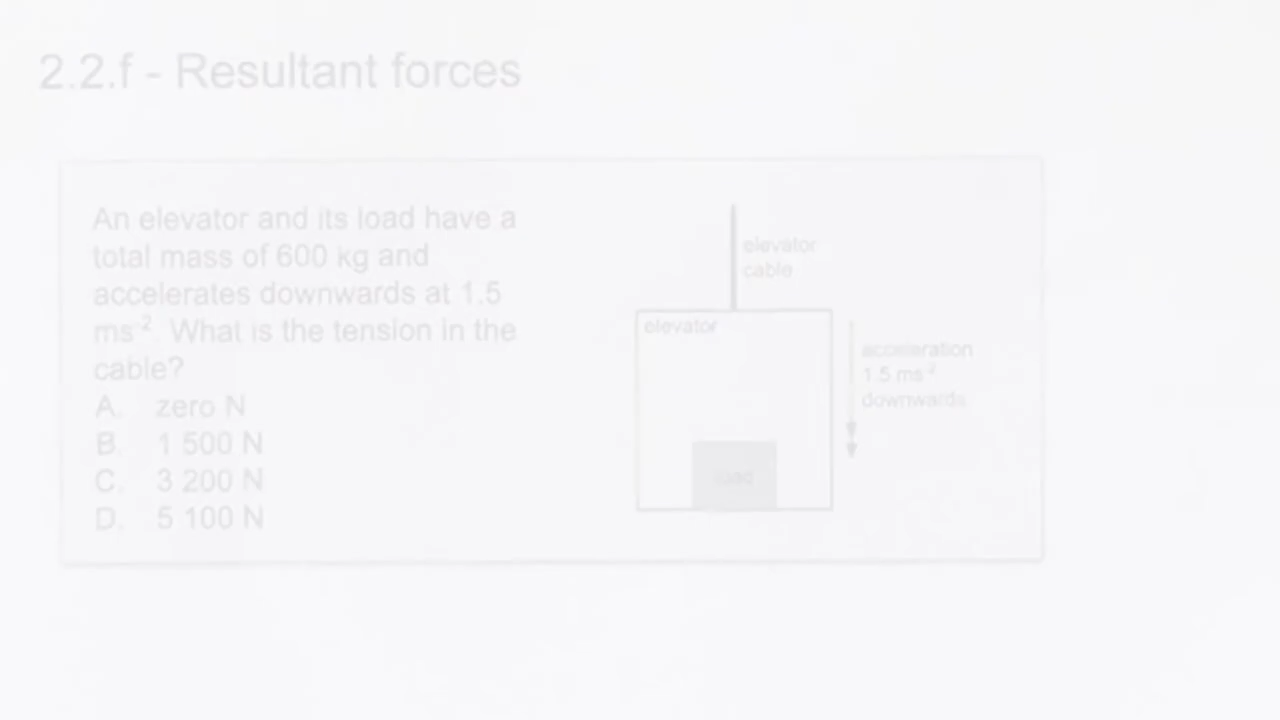 2.2.f - Resultant forces
An elevator and its load have a
total mass of 600 kg and
accelerates downwards at 1.5
ms⁻². What is the tension in the
cable?
A. zero N
B. 1 500 N
C. 3 200 N
D. 5 100 N
elevator
cable
elevator
acceleration
1.5 ms⁻²
downwards
load